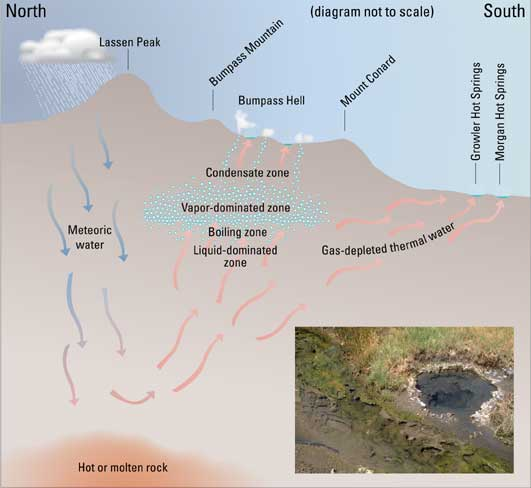 North
(diagram not to scale)
South
Lassen Peak
Bumpass Mountain
Bumpass Hell
Mount Conard
Growler Hot Springs
Morgan Hot Springs
Condensate zone
Vapor-dominated zone
Meteoric
water
Boiling zone
Liquid-dominated
zone
Gas-depleted thermal water
Hot or molten rock